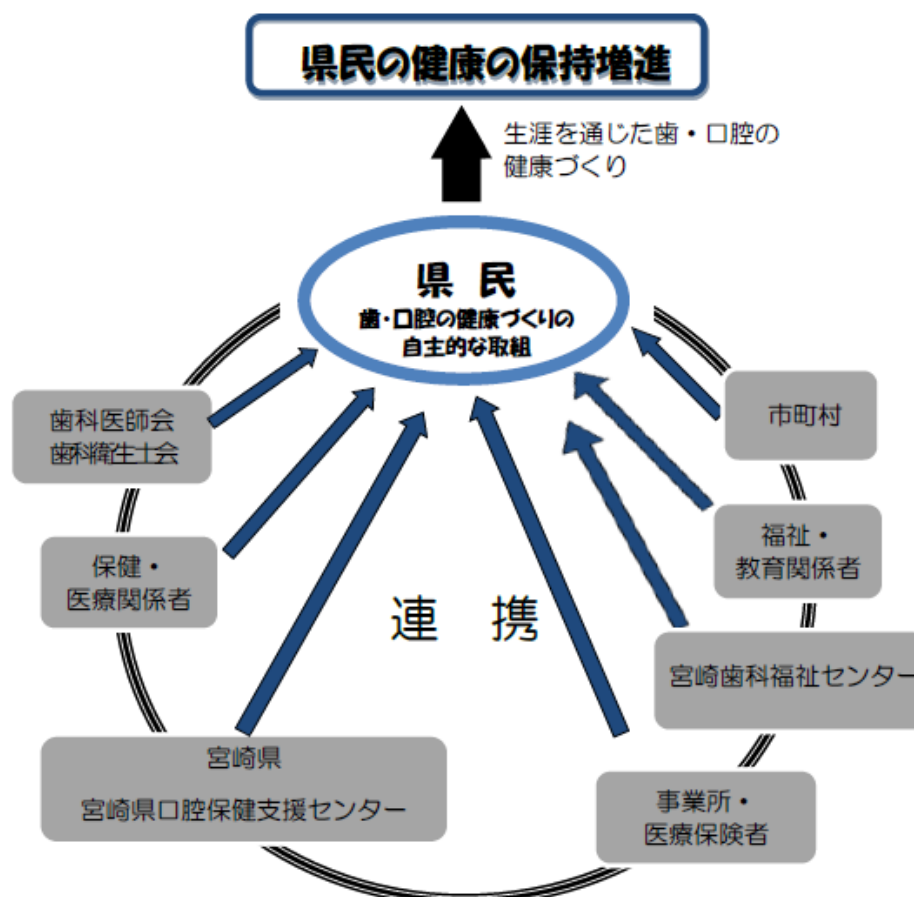 県民の健康の保持増進
生涯を通じた歯・口腔の
健康づくり
県 民
歯・口腔の健康づくりの
自主的な取組
歯科医師会
歯科衛生士会
市町村
保健・
医療関係者
福祉・
教育関係者
連 携
宮崎歯科福祉センター
宮崎県
宮崎県口腔保健支援センター
事業所・
医療保険者